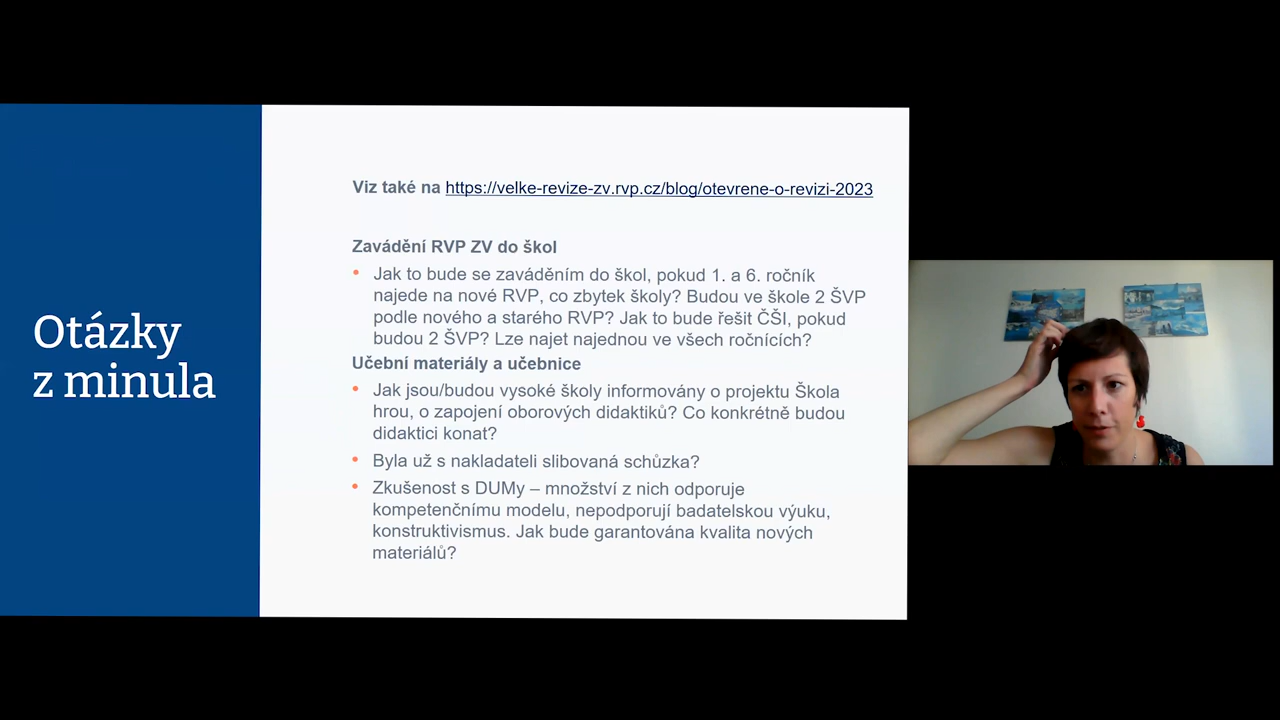 Otázky
z minula
Viz také na https://velke-revize-zv.rvp.cz/blog/otevrene-o-revizi-2023
Zavádění RVP ZV do škol
• Jak to bude se zaváděním do škol, pokud 1. a 6. ročník
najede na nové RVP, co zbytek školy? Budou ve škole 2 ŠVP
podle nového a starého RVP? Jak to bude řešit ČŠI, pokud
budou 2 ŠVP? Lze najet najednou ve všech ročnících?
Učební materiály a učebnice
• Jak jsou/budou vysoké školy informovány o projektu Škola
hrou, o zapojení oborových didaktiků? Co konkrétně budou
didaktici konat?
• Byla už s nakladateli slibovaná schůzka?
• Zkušenost s DUMy – množství z nich odporuje
kompetenčnímu modelu, nepodporují badatelskou výuku,
konstruktivismus. Jak bude garantována kvalita nových
materiálů?